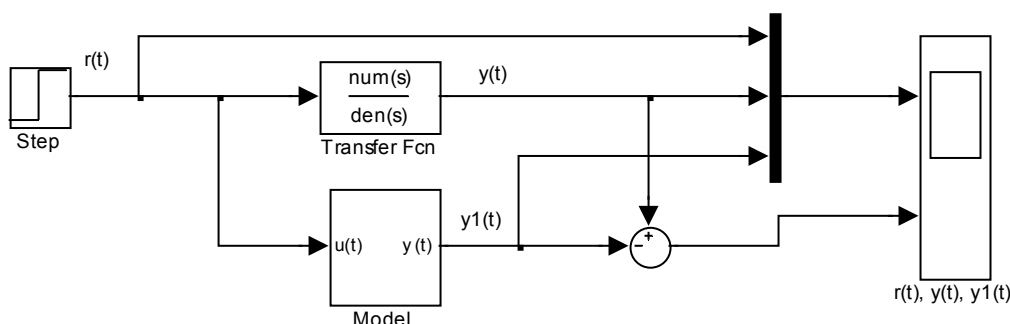 r(t)
Step
num(s)
den(s)
Transfer Fcn
y(t)
u(t)
y (t)
Model
y1(t)
+
−
r(t), y(t), y1(t)